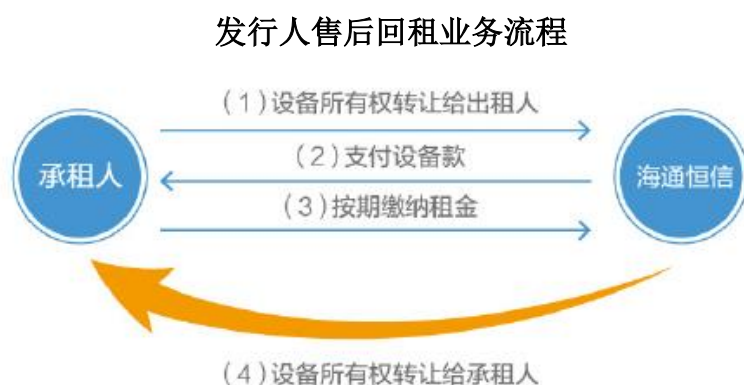 发行人售后回租业务流程
（1）设备所有权转让给出租人
（2）支付设备款
承租人
海通恒信
（3）按期缴纳租金
（4）设备所有权转让给承租人